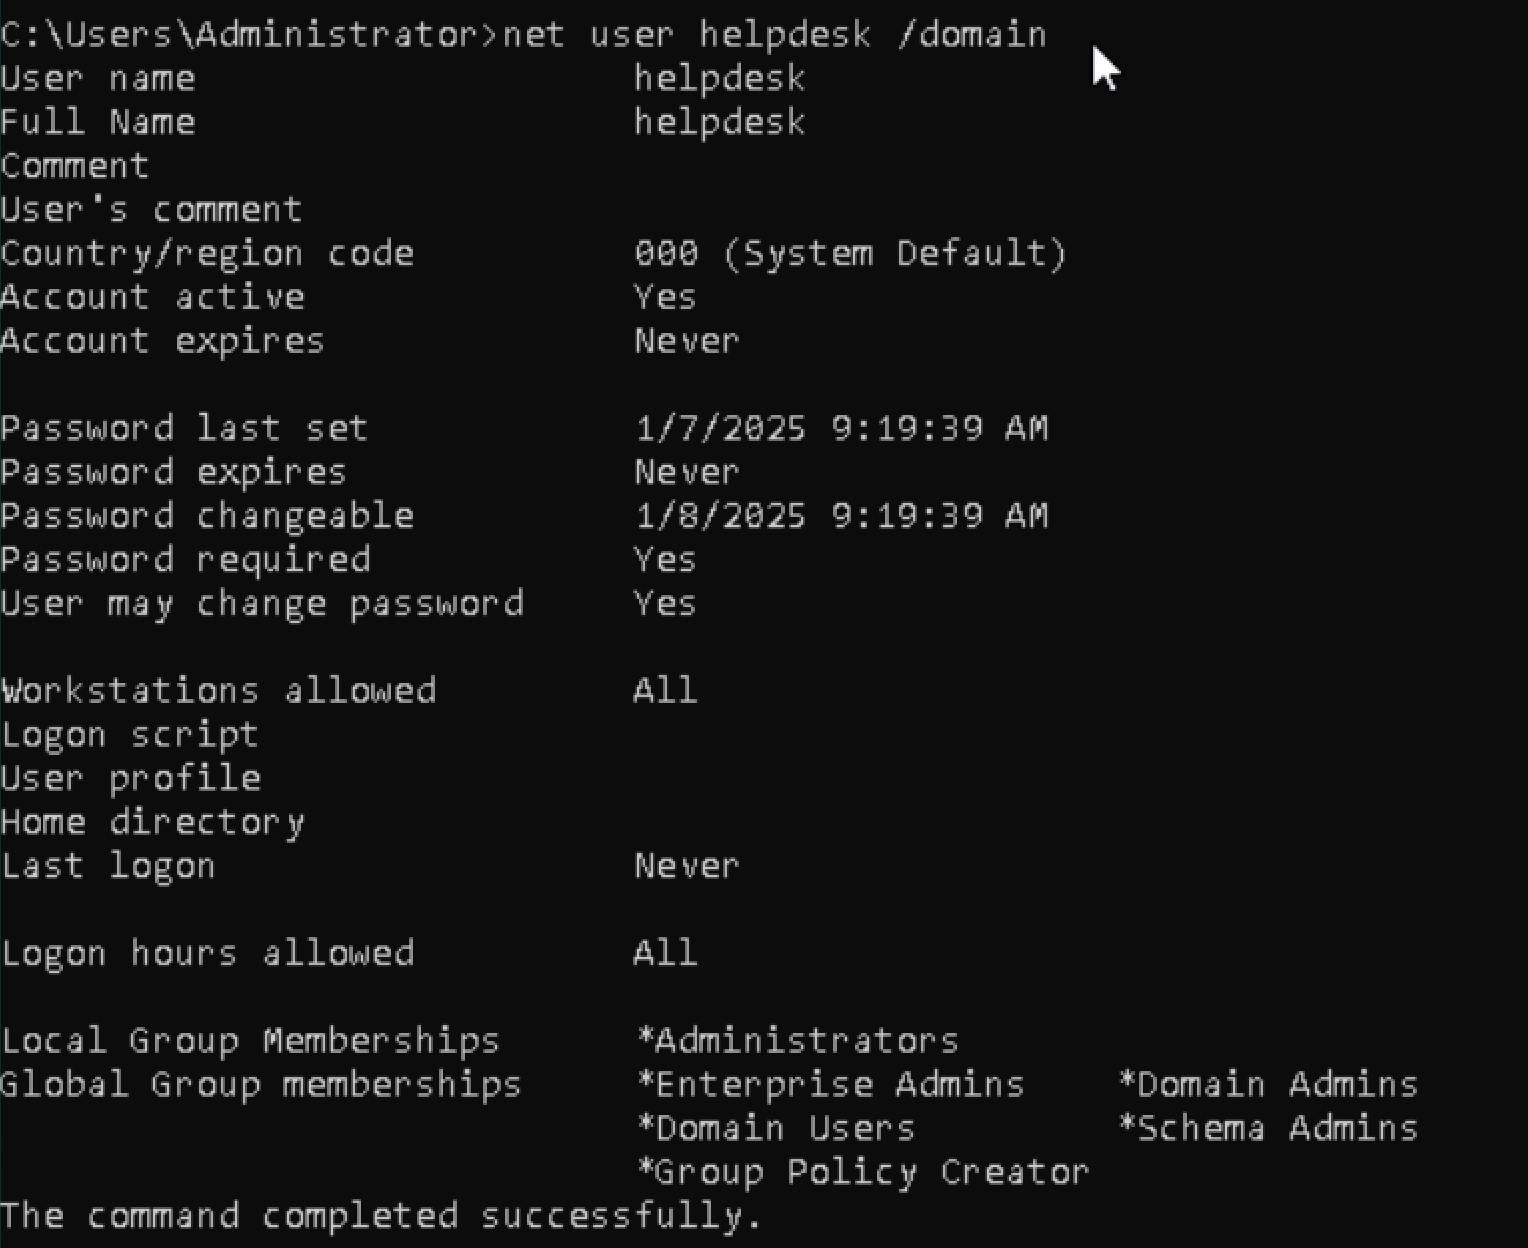 C:\Users\Administrator>net user helpdesk /domain
User name                    helpdesk
Full Name                    helpdesk
Comment
User's comment
Country/region code          000 (System Default)
Account active               Yes
Account expires              Never

Password last set            1/7/2025 9:19:39 AM
Password expires             Never
Password changeable          1/8/2025 9:19:39 AM
Password required            Yes
User may change password     Yes

Workstations allowed         All
Logon script
User profile
Home directory
Last logon                   Never

Logon hours allowed          All

Local Group Memberships      *Administrators
Global Group memberships     *Enterprise Admins    *Domain Admins
                             *Domain Users         *Schema Admins
                             *Group Policy Creator
The command completed successfully.